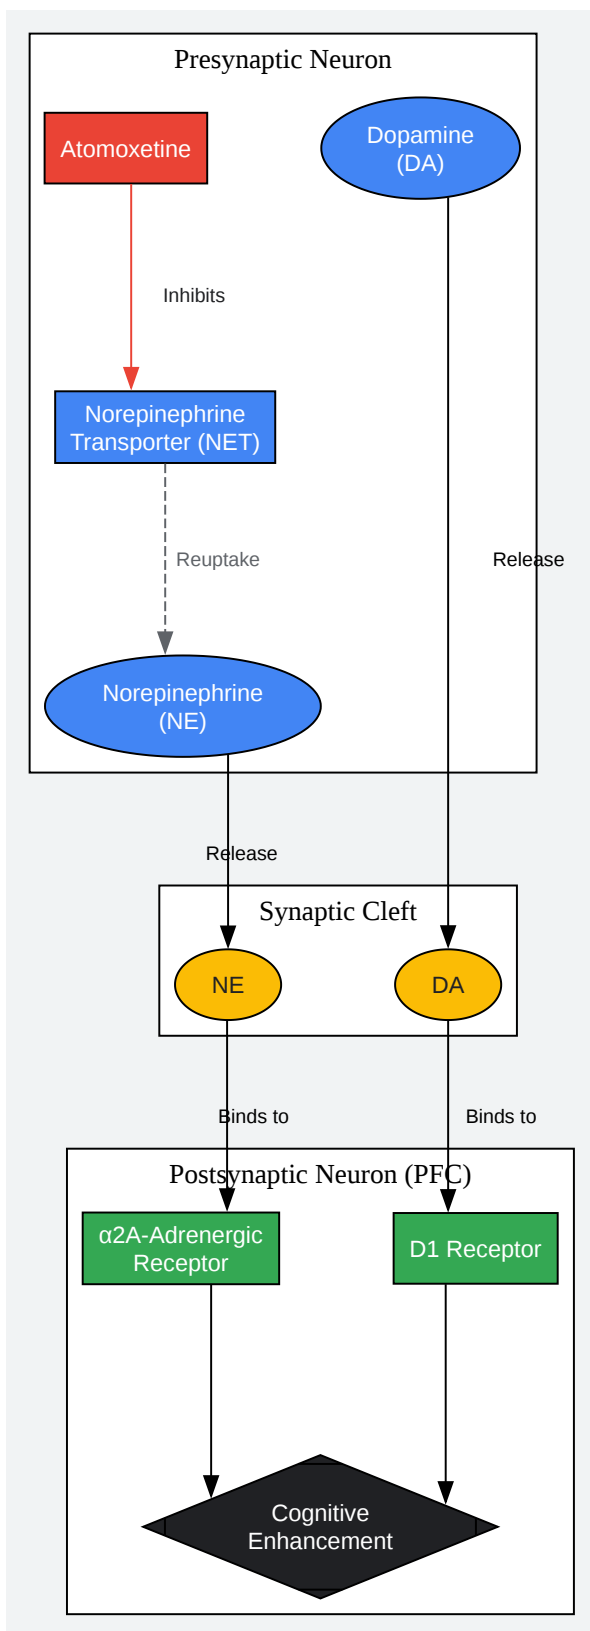 Presynaptic Neuron
Atomoxetine
Dopamine
(DA)
Inhibits
Norepinephrine
Transporter (NET)
Reuptake
Release
Norepinephrine
(NE)
Release
Synaptic Cleft
NE
DA
Binds to
Binds to
Postsynaptic Neuron (PFC)
α2A-Adrenergic
Receptor
D1 Receptor
Cognitive
Enhancement